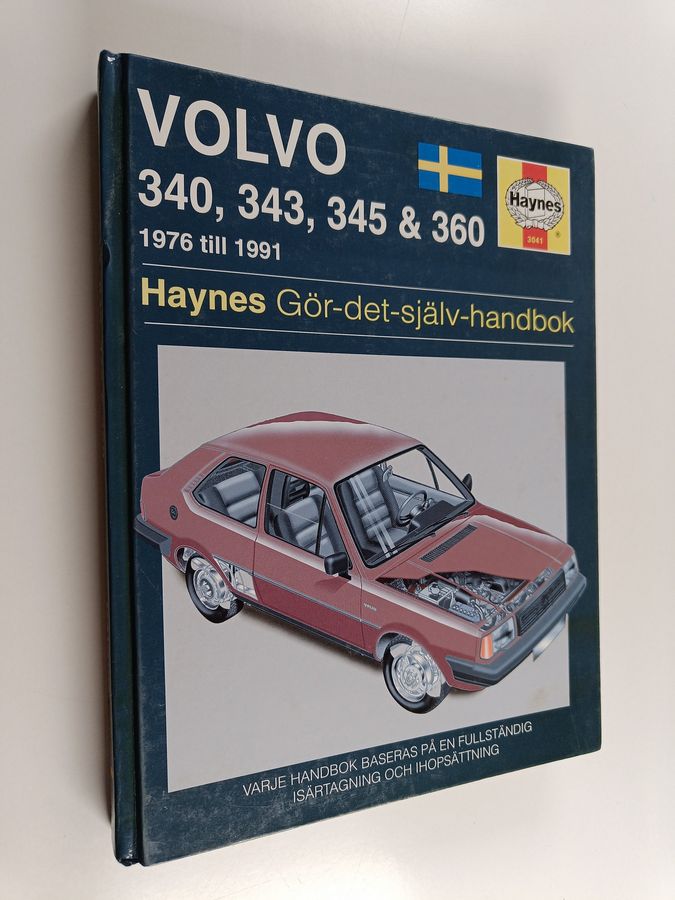 VOLVO
340, 343, 345 & 360
1976 till 1991
Haynes
3041
®
Haynes Gör-det-själv-handbok
VOLVO
VARJE HANDBOK BASERAS PÅ EN FULLSTÄNDIG
ISÄRTAGNING OCH IHOPSÄTTNING